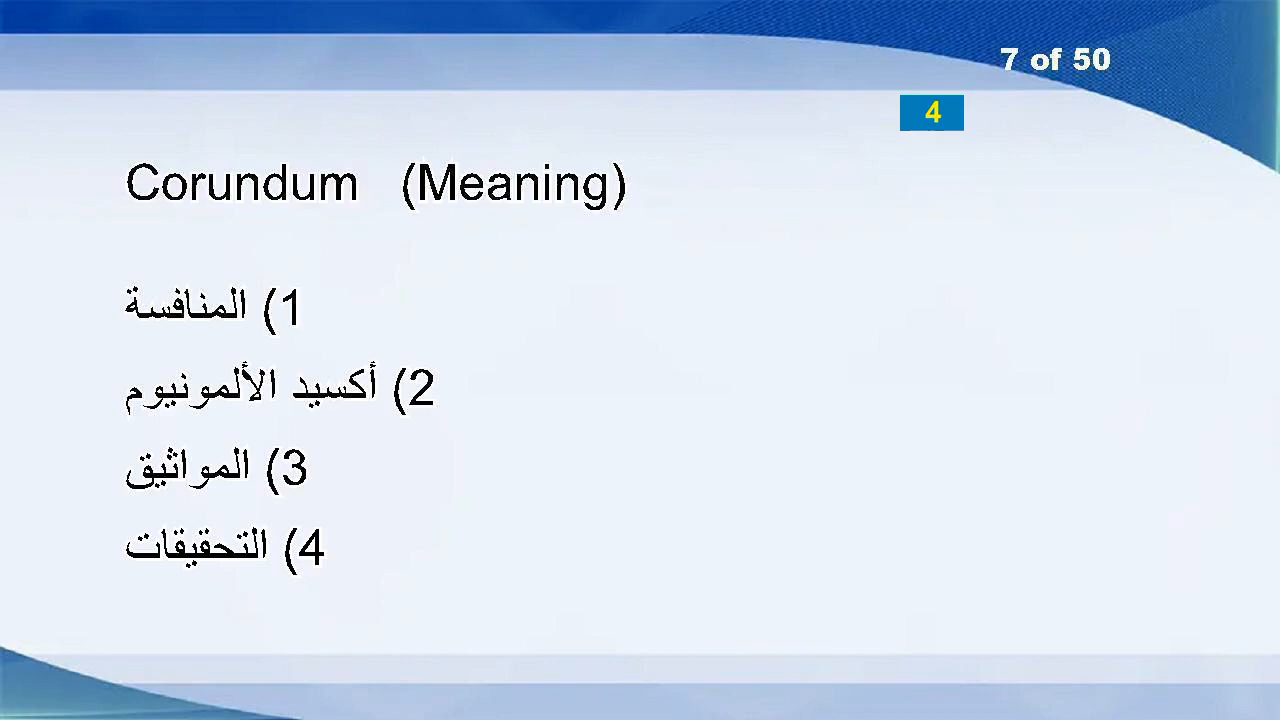 7 of 50
4
Corundum (Meaning)
1) المنافسة
2) أكسيد الألمونيوم
3) المواثيق
4) التحقيقات